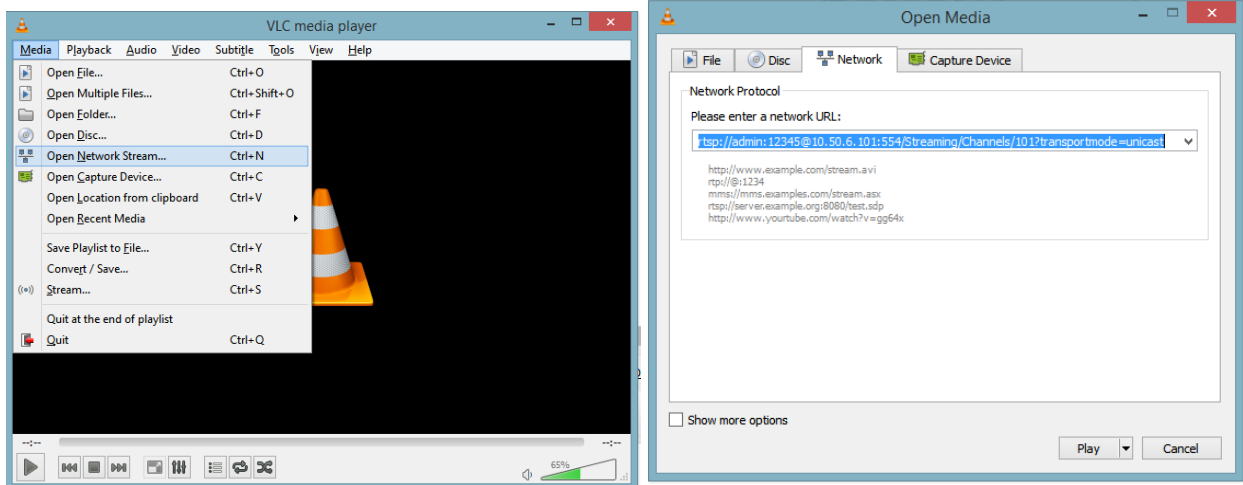 VLC media player
Media Playback Audio Video Subtitle Tools View Help
Open File... Ctrl+O
Open Multiple Files... Ctrl+Shift+O
Open Folder... Ctrl+F
Open Disc... Ctrl+D
Open Network Stream... Ctrl+N
Open Capture Device... Ctrl+C
Open Location from clipboard Ctrl+V
Open Recent Media
Save Playlist to File... Ctrl+Y
Convert / Save... Ctrl+R
Stream... Ctrl+S
Quit at the end of playlist
Quit Ctrl+Q
--:-- --:--
65%
Open Media
File Disc Network Capture Device
Network Protocol
Please enter a network URL:
rtsp://admin:12345@10.50.6.101:554/Streaming/Channels/101?transportmode=unicast
http://www.example.com/stream.avi
rtp://@:1234
mms://mms.examples.com/stream.asx
rtsp://server.example.org:8080/test.sdp
http://www.yourtube.com/watch?v=gg64x
Show more options
Play Cancel